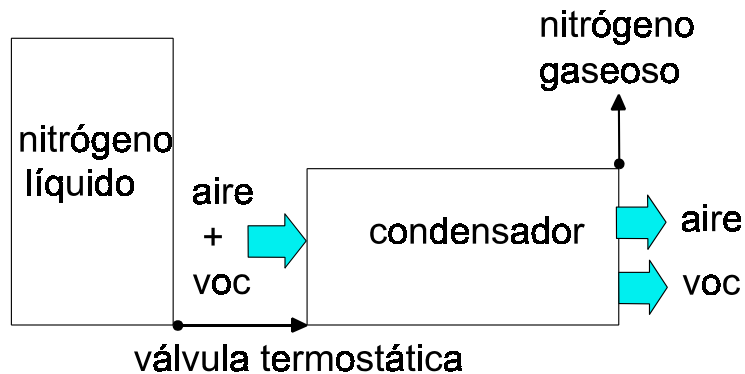 nitrógeno
gaseoso
nitrógeno
líquido
aire
+
voc
condensador
aire
voc
válvula termostática